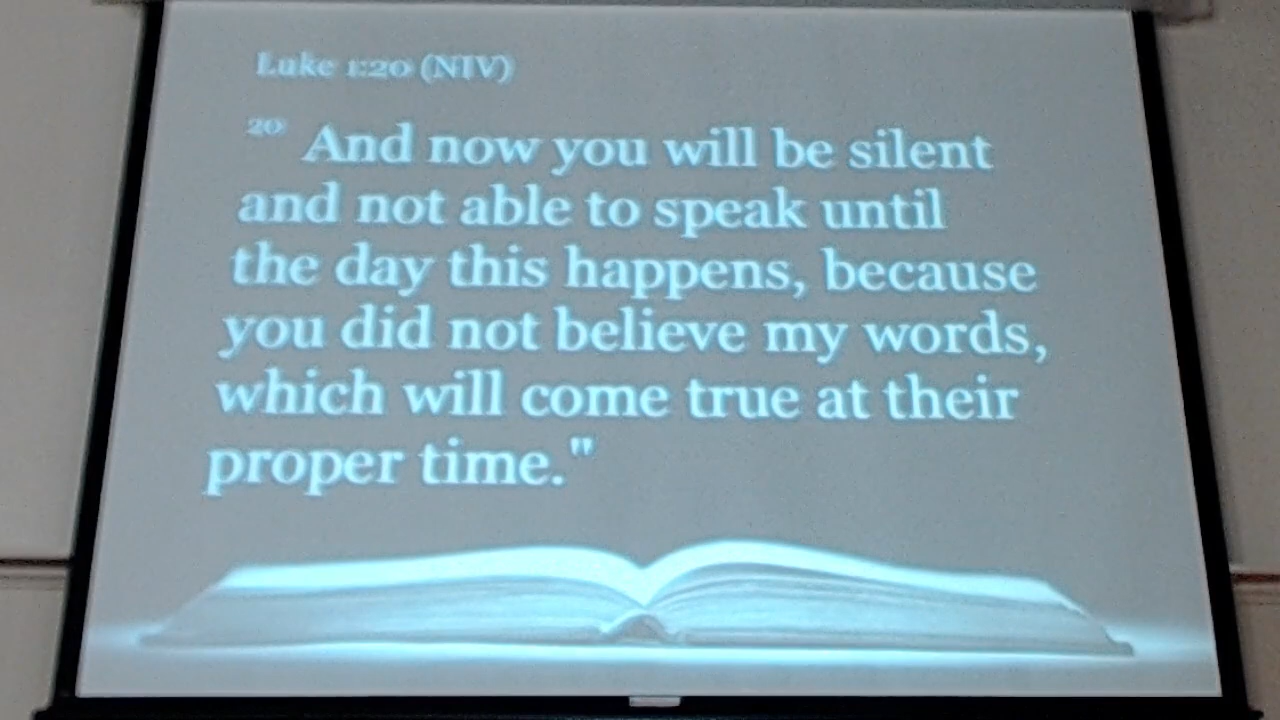 Luke 1:20 (NIV)
20 And now you will be silent
and not able to speak until
the day this happens, because
you did not believe my words,
which will come true at their
proper time."